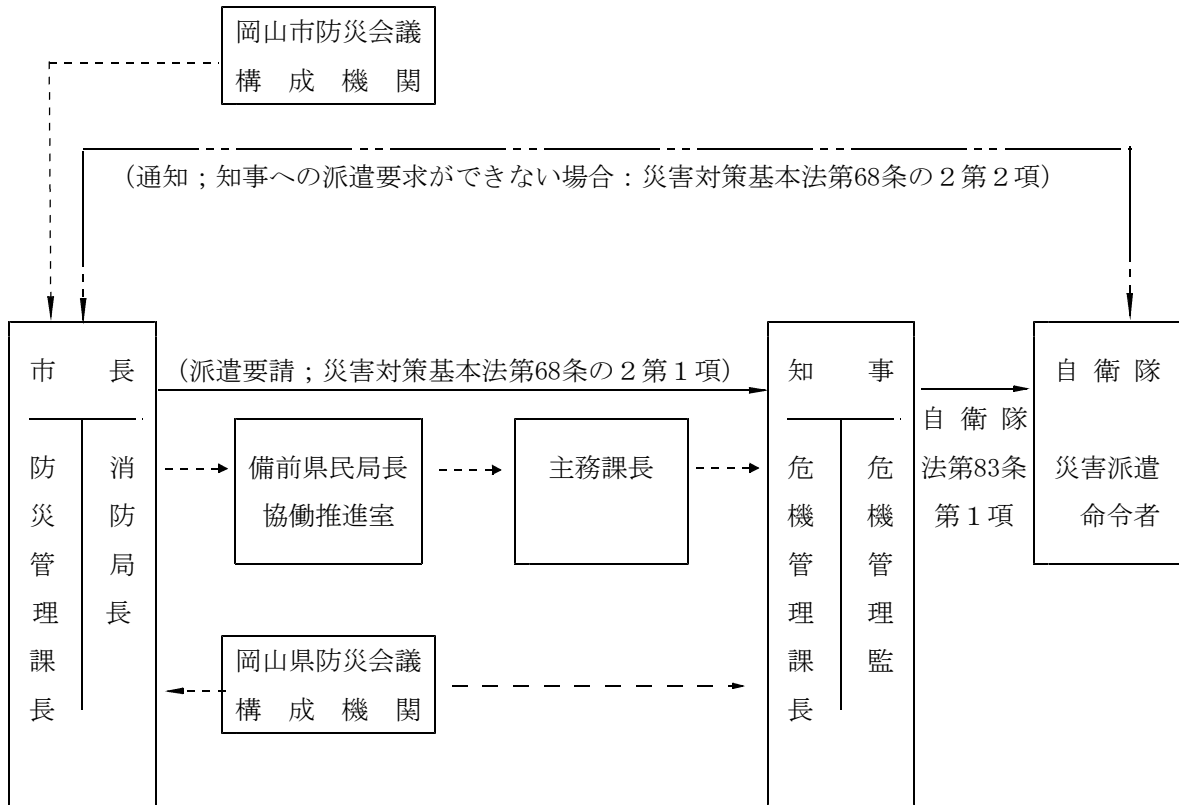 岡山市防災会議
構成機関
（通知；知事への派遣要求ができない場合：災害対策基本法第68条の２第２項）
市長
防災管理課長
消防局長
（派遣要請；災害対策基本法第68条の２第１項）
備前県民局長
協働推進室
主務課長
知事
危機管理課長
危機管理監
自衛隊
法第83条
第１項
自衛隊
災害派遣
命令者
岡山県防災会議
構成機関